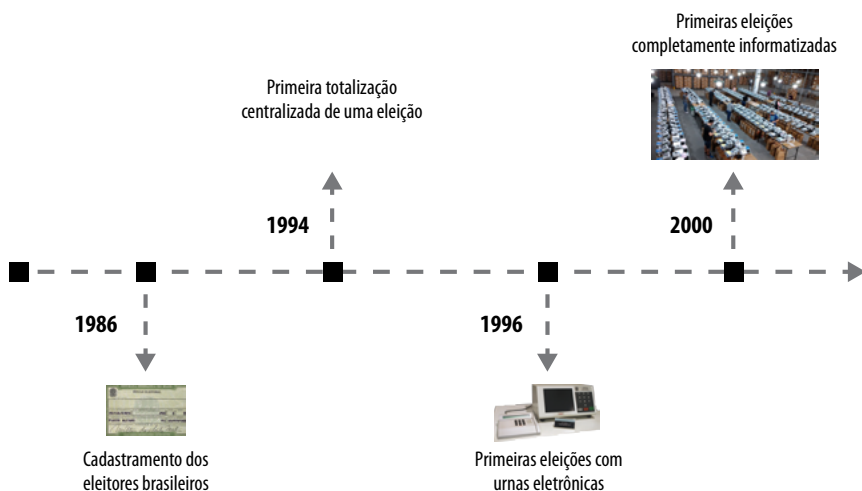 Primeiras eleições
completamente informatizadas
Primeira totalização
centralizada de uma eleição
1994
2000
1986
1996
Cadastramento dos
eleitores brasileiros
Primeiras eleições com
urnas eletrônicas